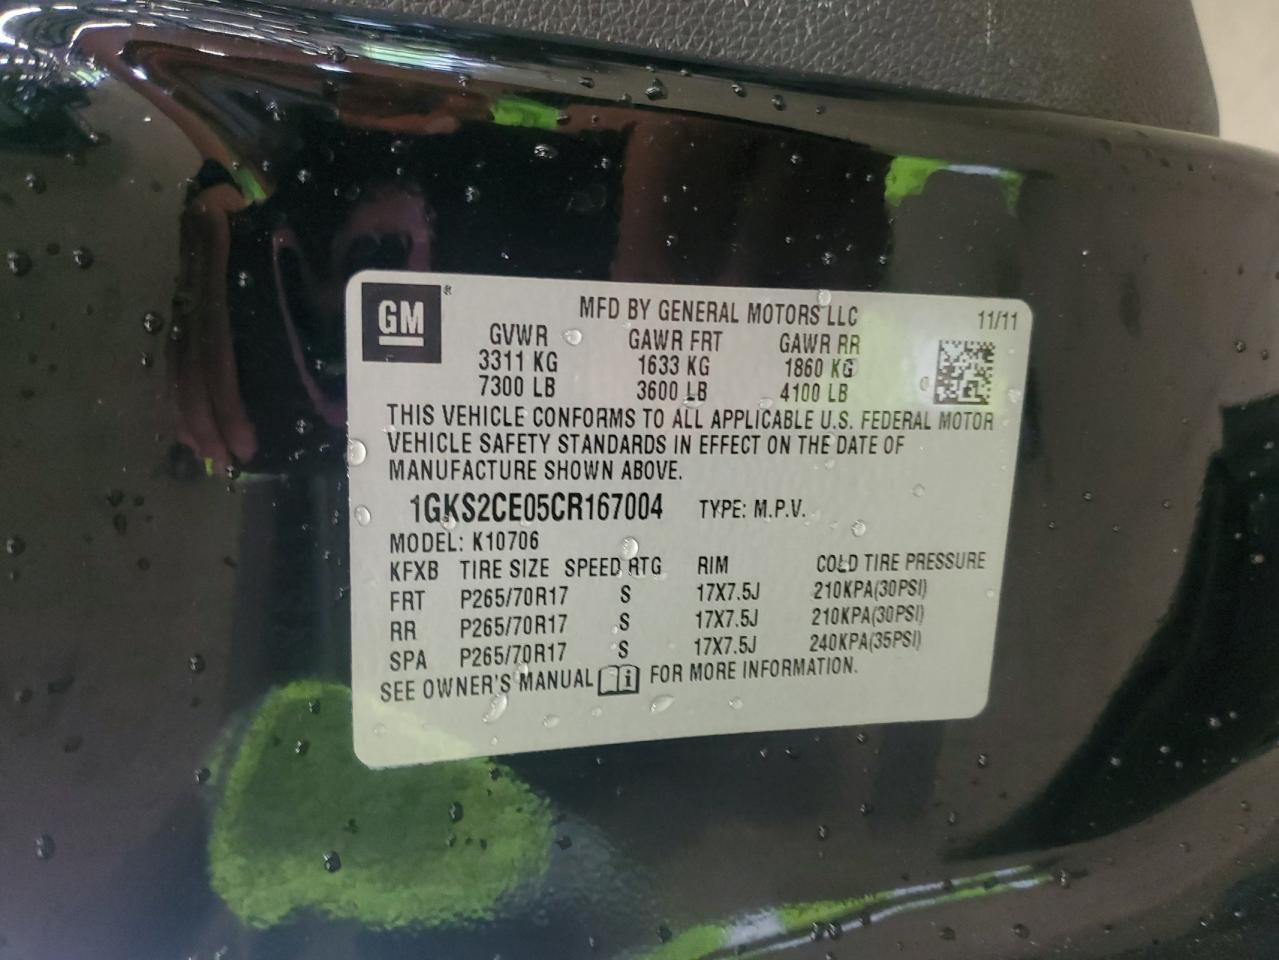 GM®
MFD BY GENERAL MOTORS LLC 11/11
GVWR GAWR FRT GAWR RR
3311 KG 1633 KG 1860 KG
7300 LB 3600 LB 4100 LB
THIS VEHICLE CONFORMS TO ALL APPLICABLE U.S. FEDERAL MOTOR
VEHICLE SAFETY STANDARDS IN EFFECT ON THE DATE OF
MANUFACTURE SHOWN ABOVE.
1GKS2CE05CR167004 TYPE: M.P.V.
MODEL: K10706
KFXB TIRE SIZE SPEED RTG RIM COLD TIRE PRESSURE
FRT P265/70R17 S 17X7.5J 210KPA(30PSI)
RR P265/70R17 S 17X7.5J 210KPA(30PSI)
SPA P265/70R17 S 17X7.5J 240KPA(35PSI)
SEE OWNER'S MANUAL FOR MORE INFORMATION.